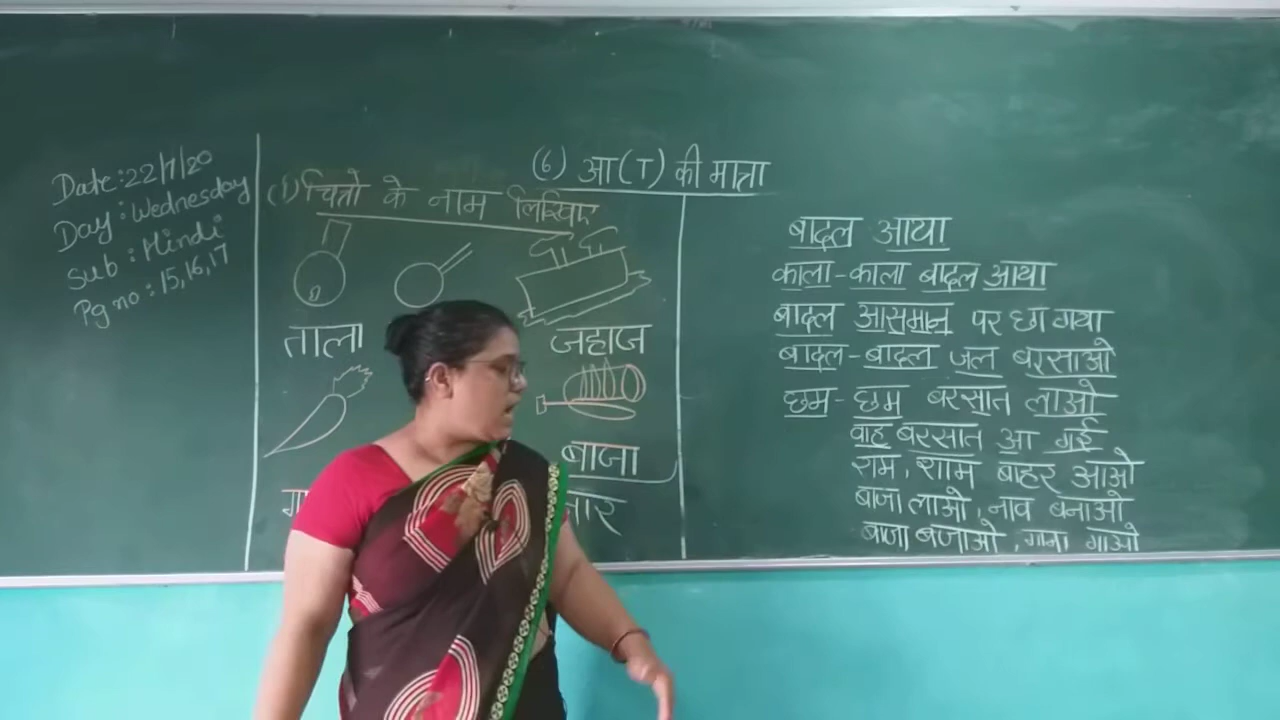 Date: 22/7/20
Day: Wednesday
Sub: Hindi
Pg no: 15,16,17
(6) आ(ा) की मात्रा
(1) चित्रो के नाम लिखिए
ताला
जहाज
बाजा
बादल आया
काला-काला बादल आया
बादल आसमान पर छा गया
बादल-बादल जल बरसाओ
छम-छम बरसात लाओ
वाह बरसात आ गई
राम, शाम बाहर आओ
बाजा लाओ, नाव बनाओ
बाजा बजाओ, गाना गाओ